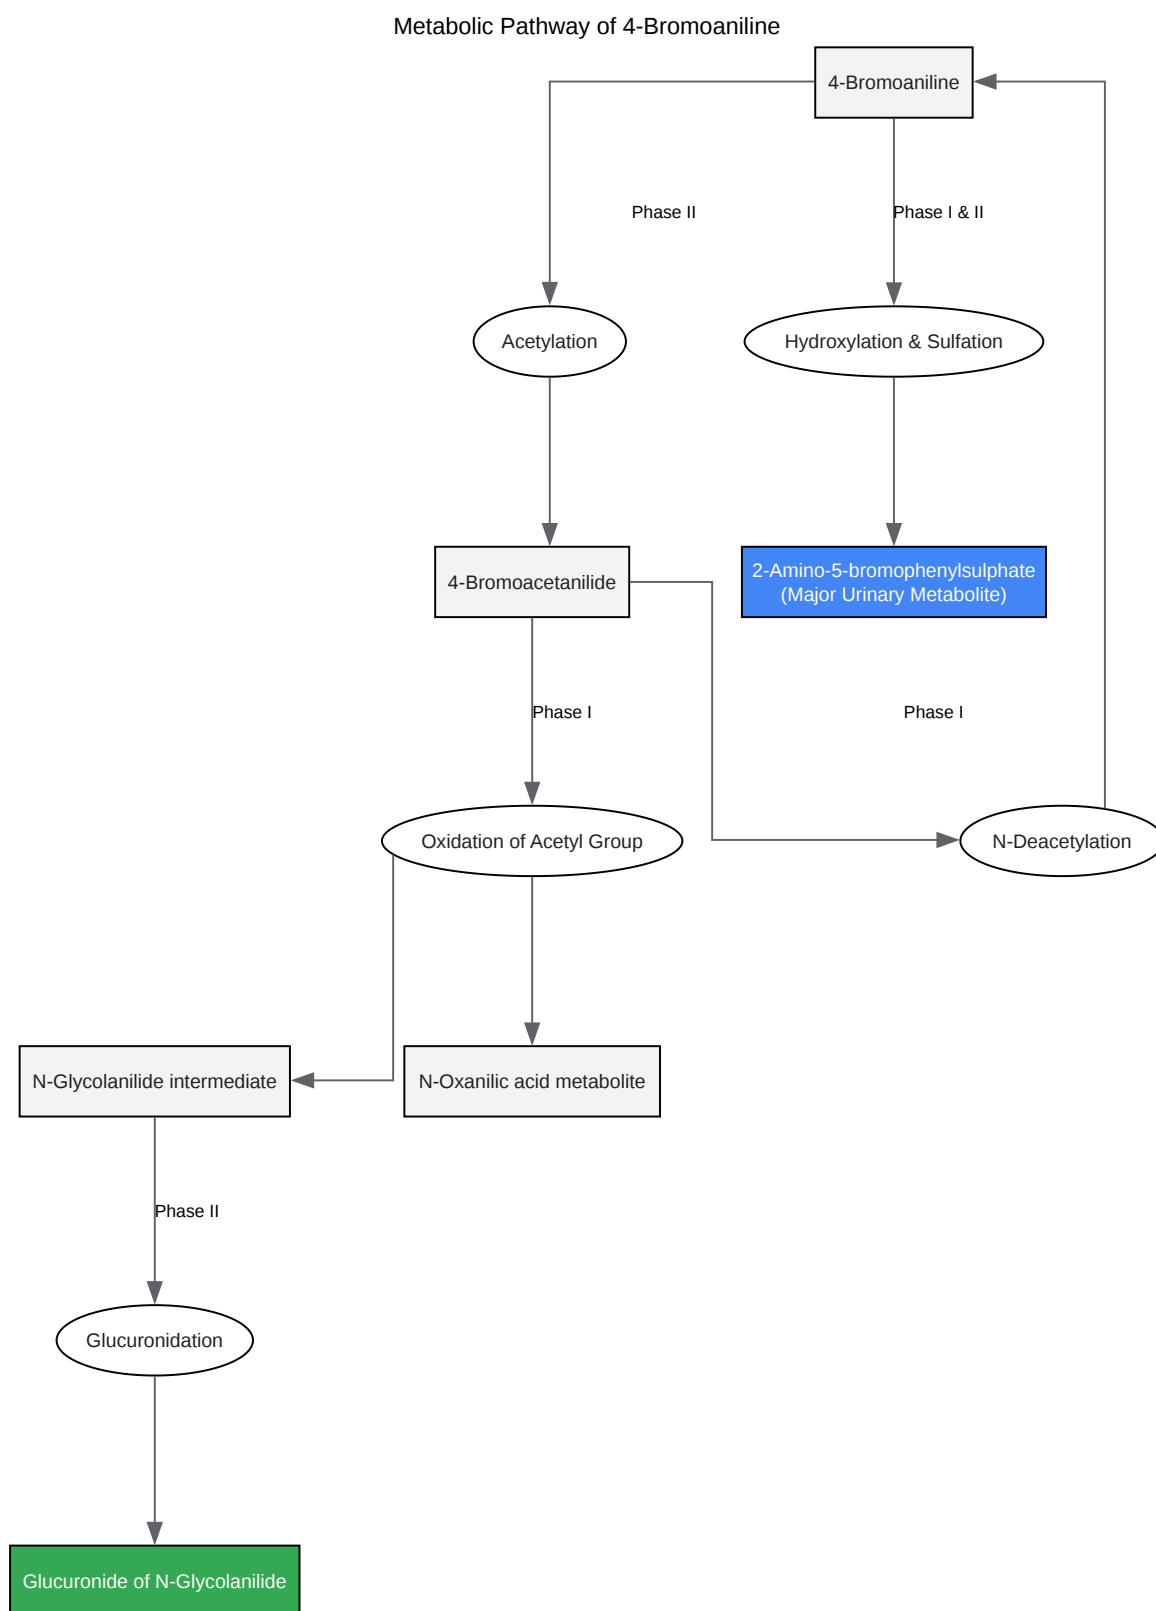 Metabolic Pathway of 4-Bromoaniline
4-Bromoaniline
Phase II
Phase I & II
Acetylation
Hydroxylation & Sulfation
4-Bromoacetanilide
2-Amino-5-bromophenylsulphate
(Major Urinary Metabolite)
Phase I
Phase I
Oxidation of Acetyl Group
N-Deacetylation
N-Glycolanilide intermediate
N-Oxanilic acid metabolite
Phase II
Glucuronidation
Glucuronide of N-Glycolanilide